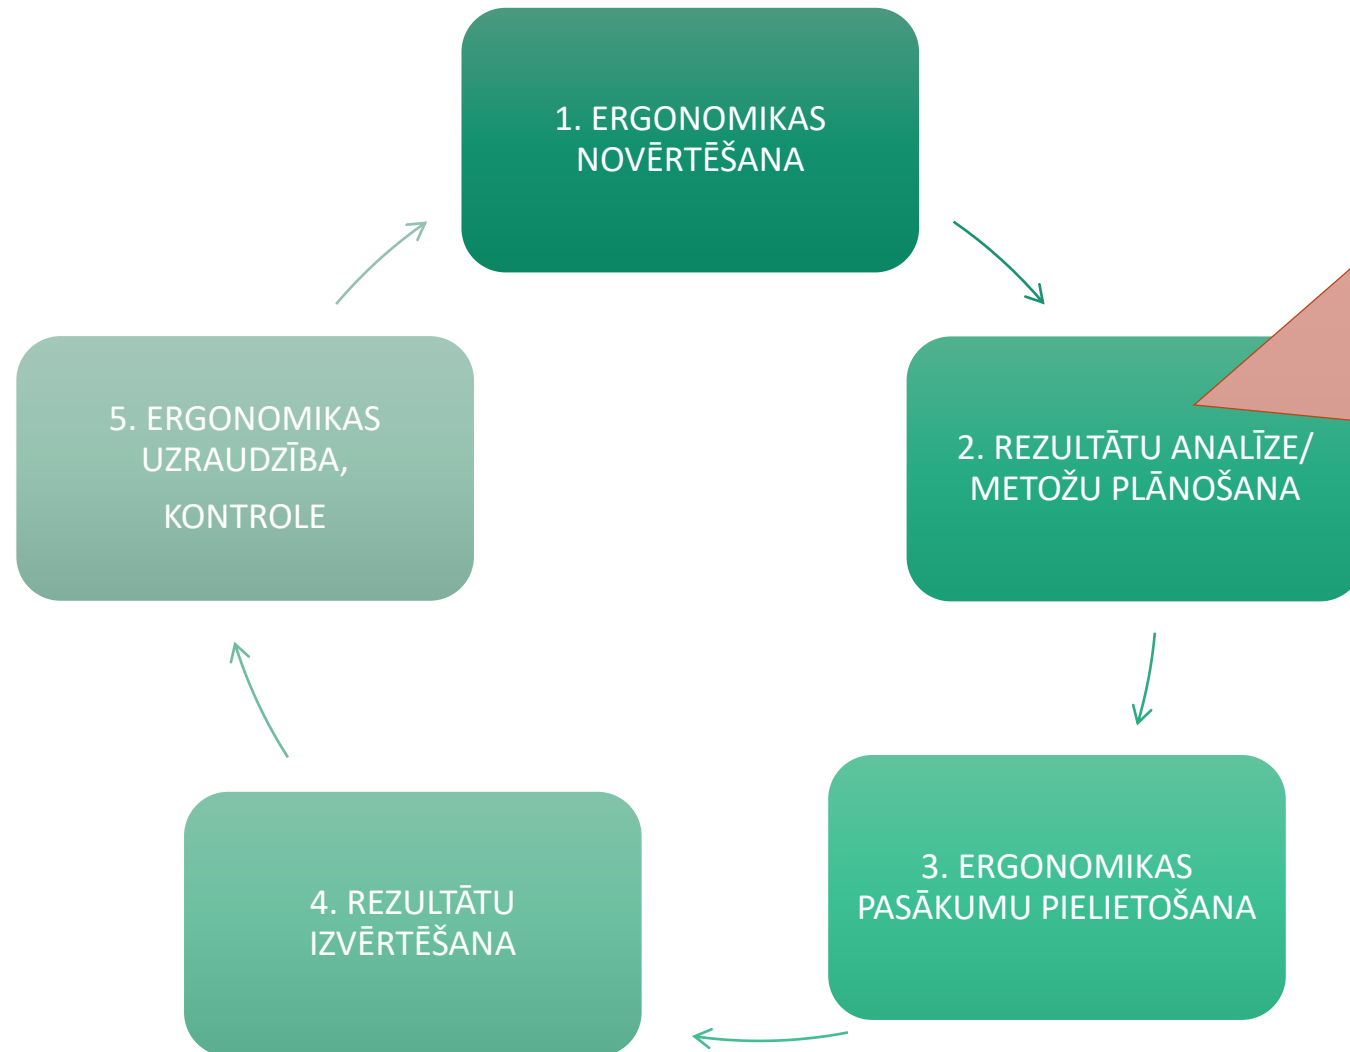 1. ERGONOMIKAS
NOVĒRTĒŠANA
2. REZULTĀTU ANALĪZE/
METOŽU PLĀNOŠANA
3. ERGONOMIKAS
PASĀKUMU PIELIETOŠANA
4. REZULTĀTU
IZVĒRTĒŠANA
5. ERGONOMIKAS
UZRAUDZĪBA,
KONTROLE